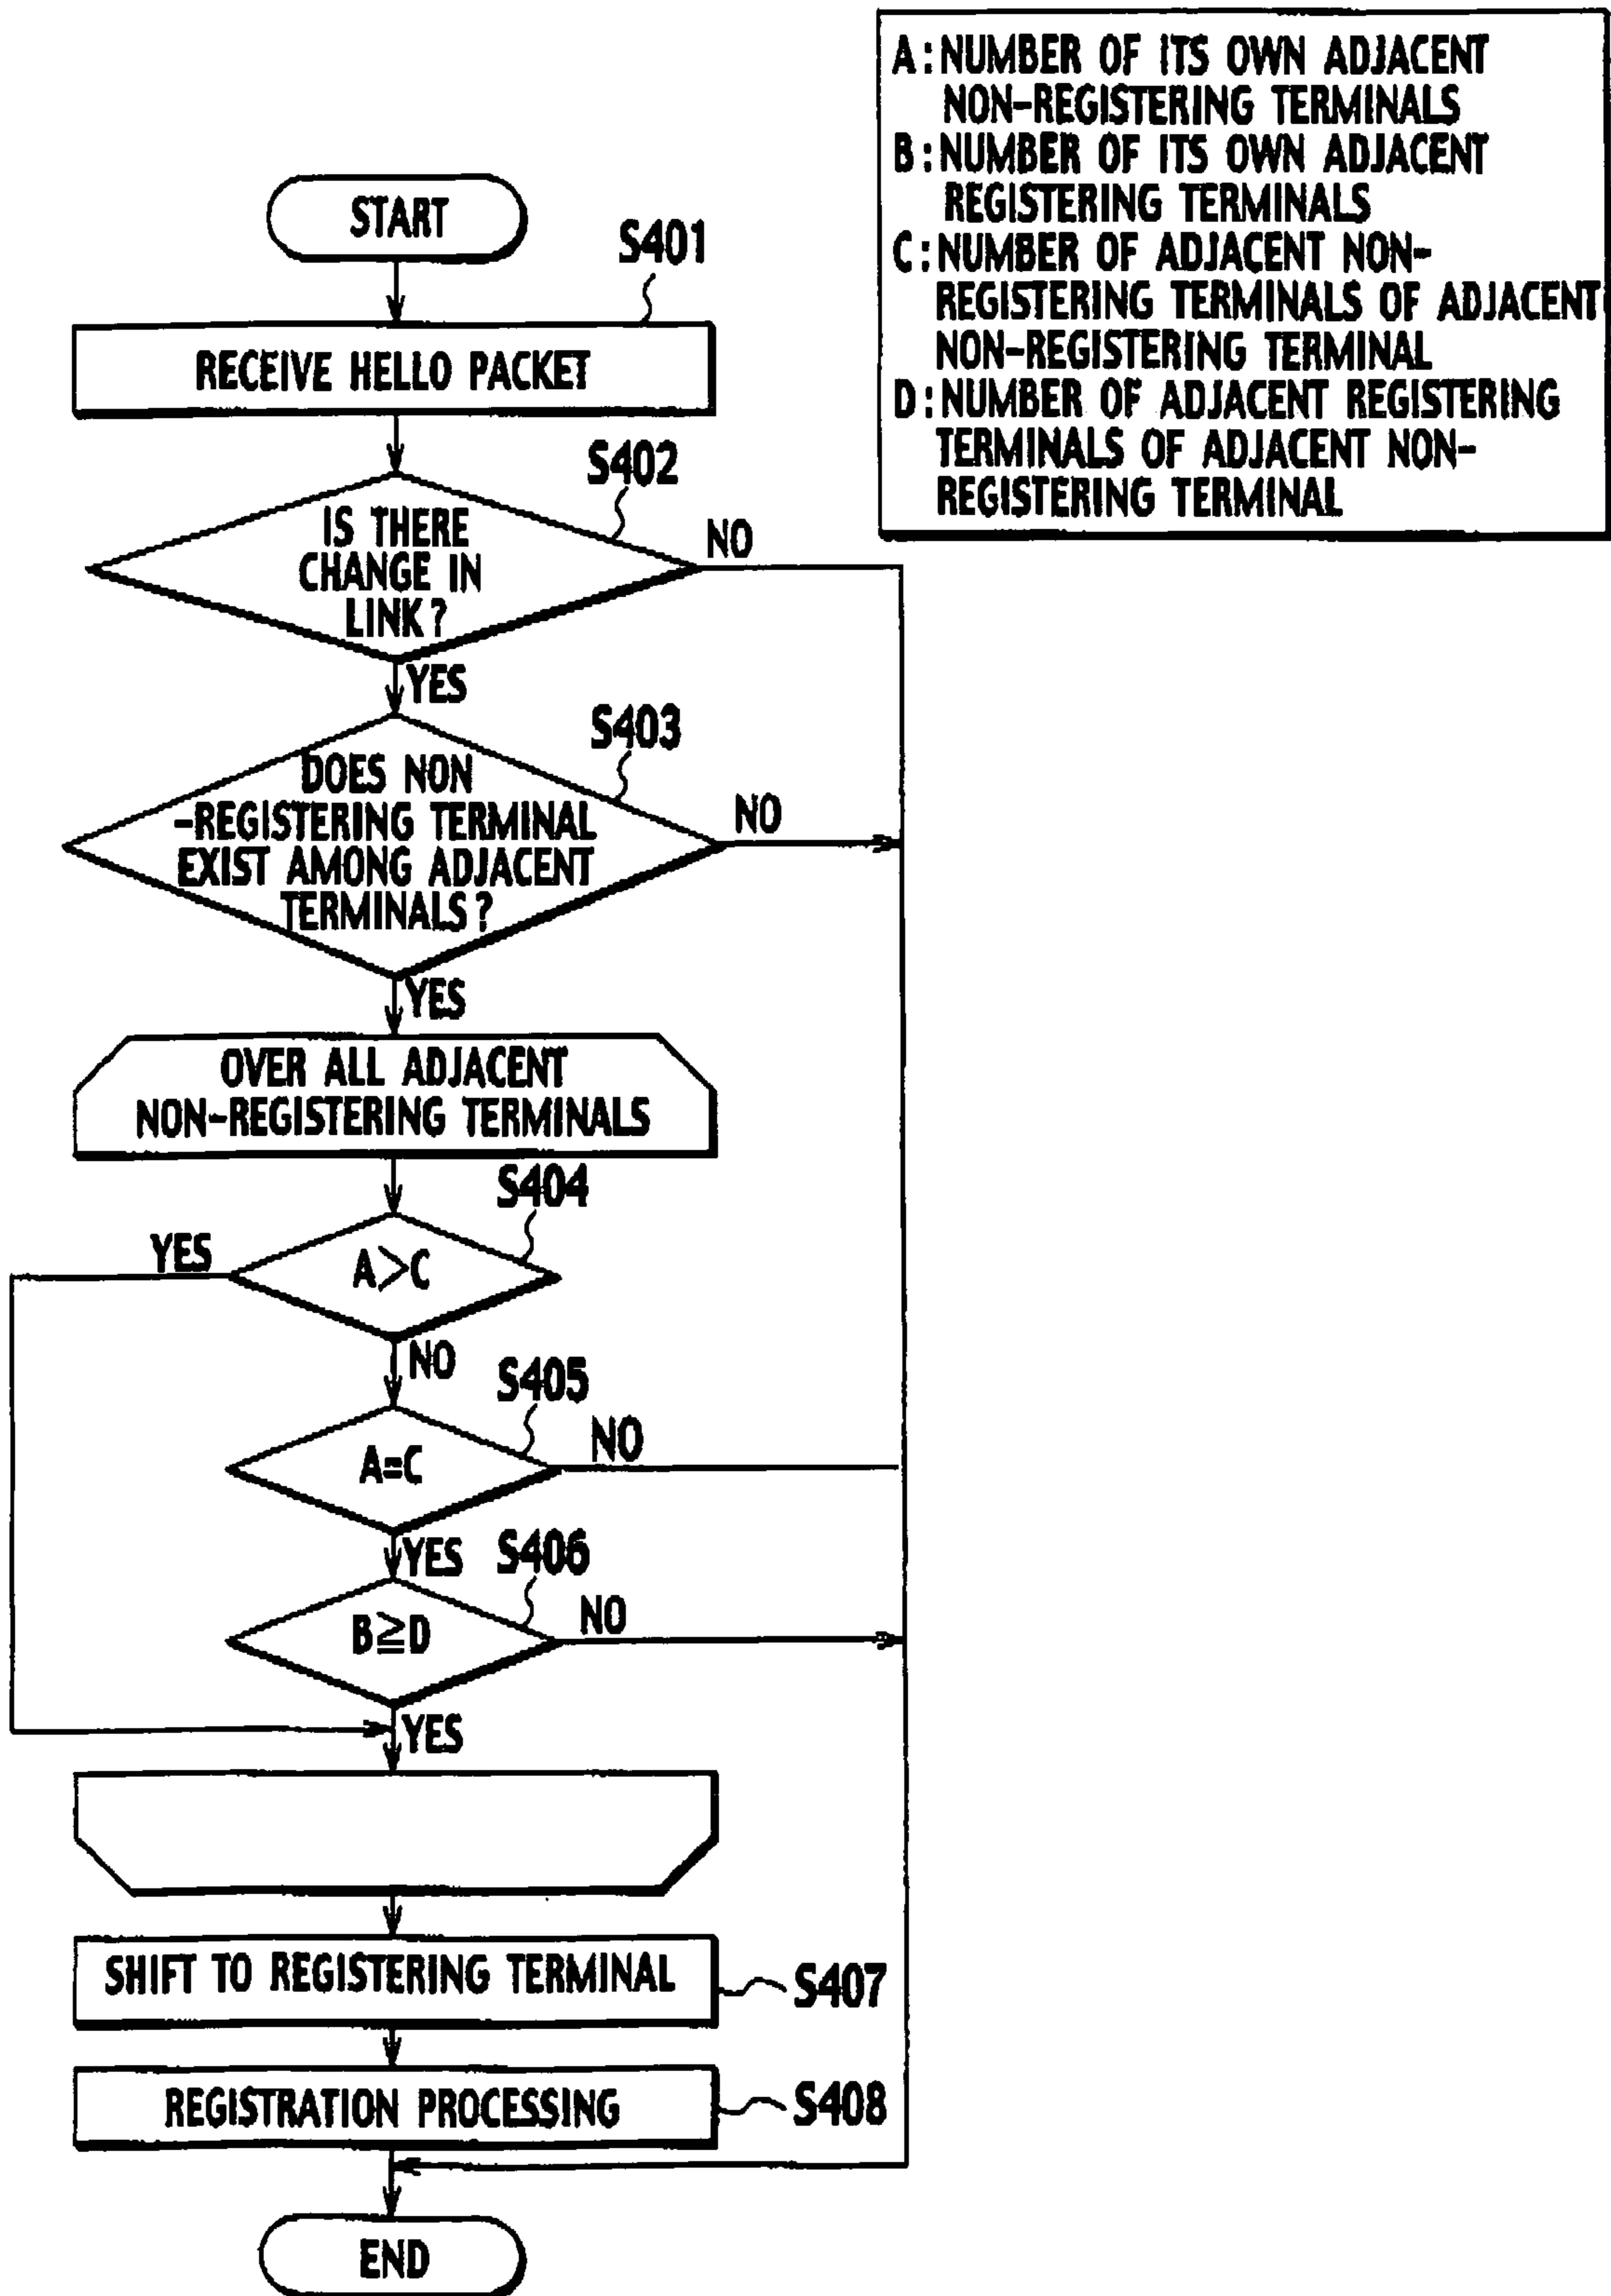 A:NUMBER OF ITS OWN ADJACENT
NON-REGISTERING TERMINALS
B:NUMBER OF ITS OWN ADJACENT
REGISTERING TERMINALS
C:NUMBER OF ADJACENT NON-
REGISTERING TERMINALS OF ADJACENT
NON-REGISTERING TERMINAL
D:NUMBER OF ADJACENT REGISTERING
TERMINALS OF ADJACENT NON-
REGISTERING TERMINAL
START
S401
RECEIVE HELLO PACKET
S402
IS THERE
CHANGE IN
LINK?
NO
YES
S403
DOES NON
-REGISTERING TERMINAL
EXIST AMONG ADJACENT
TERMINALS?
NO
YES
OVER ALL ADJACENT
NON-REGISTERING TERMINALS
S404
YES
A>C
NO
S405
A=C
NO
YES
S406
B≧D
NO
YES
SHIFT TO REGISTERING TERMINAL
S407
REGISTRATION PROCESSING
S408
END